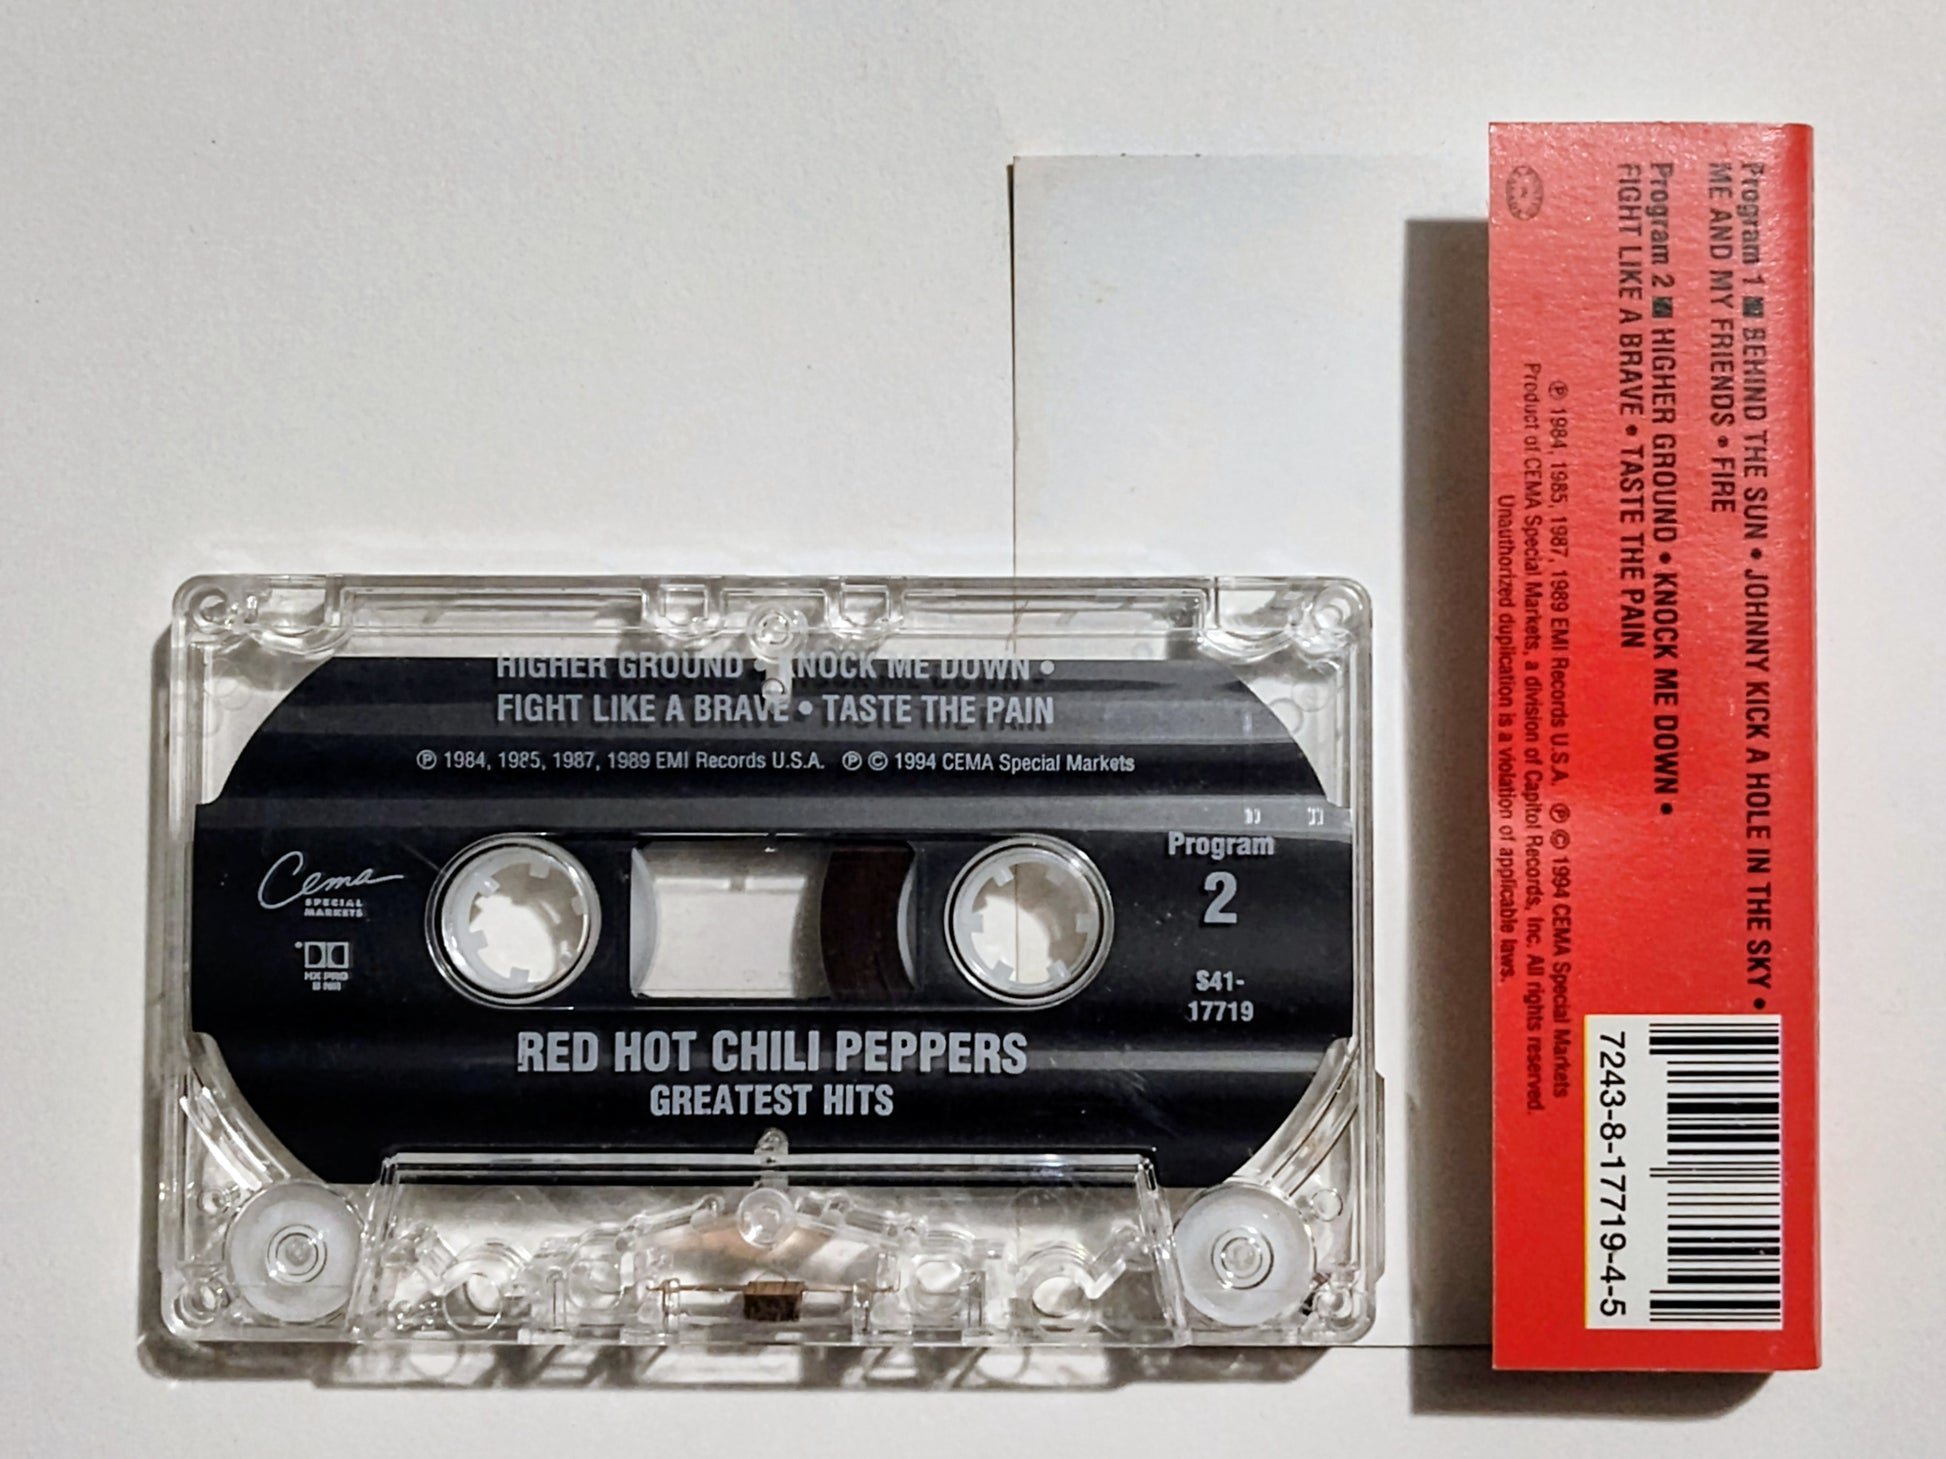 HIGHER GROUND • KNOCK ME DOWN •
FIGHT LIKE A BRAVE • TASTE THE PAIN
℗ 1984, 1985, 1987, 1989 EMI Records U.S.A. ℗ © 1994 CEMA Special Markets
Cema
SPECIAL
MARKETS
HX PRO
B NR
Program
2
S41-
17719
RED HOT CHILI PEPPERS
GREATEST HITS
Program 1 ■ BEHIND THE SUN • JOHNNY KICK A HOLE IN THE SKY •
ME AND MY FRIENDS • FIRE
Program 2 ■ HIGHER GROUND • KNOCK ME DOWN •
FIGHT LIKE A BRAVE • TASTE THE PAIN
℗ 1984, 1985, 1987, 1989 EMI Records U.S.A. ℗ © 1994 CEMA Special Markets
Product of CEMA Special Markets, a division of Capitol Records, Inc. All rights reserved.
Unauthorized duplication is a violation of applicable laws.
7243-8-17719-4-5